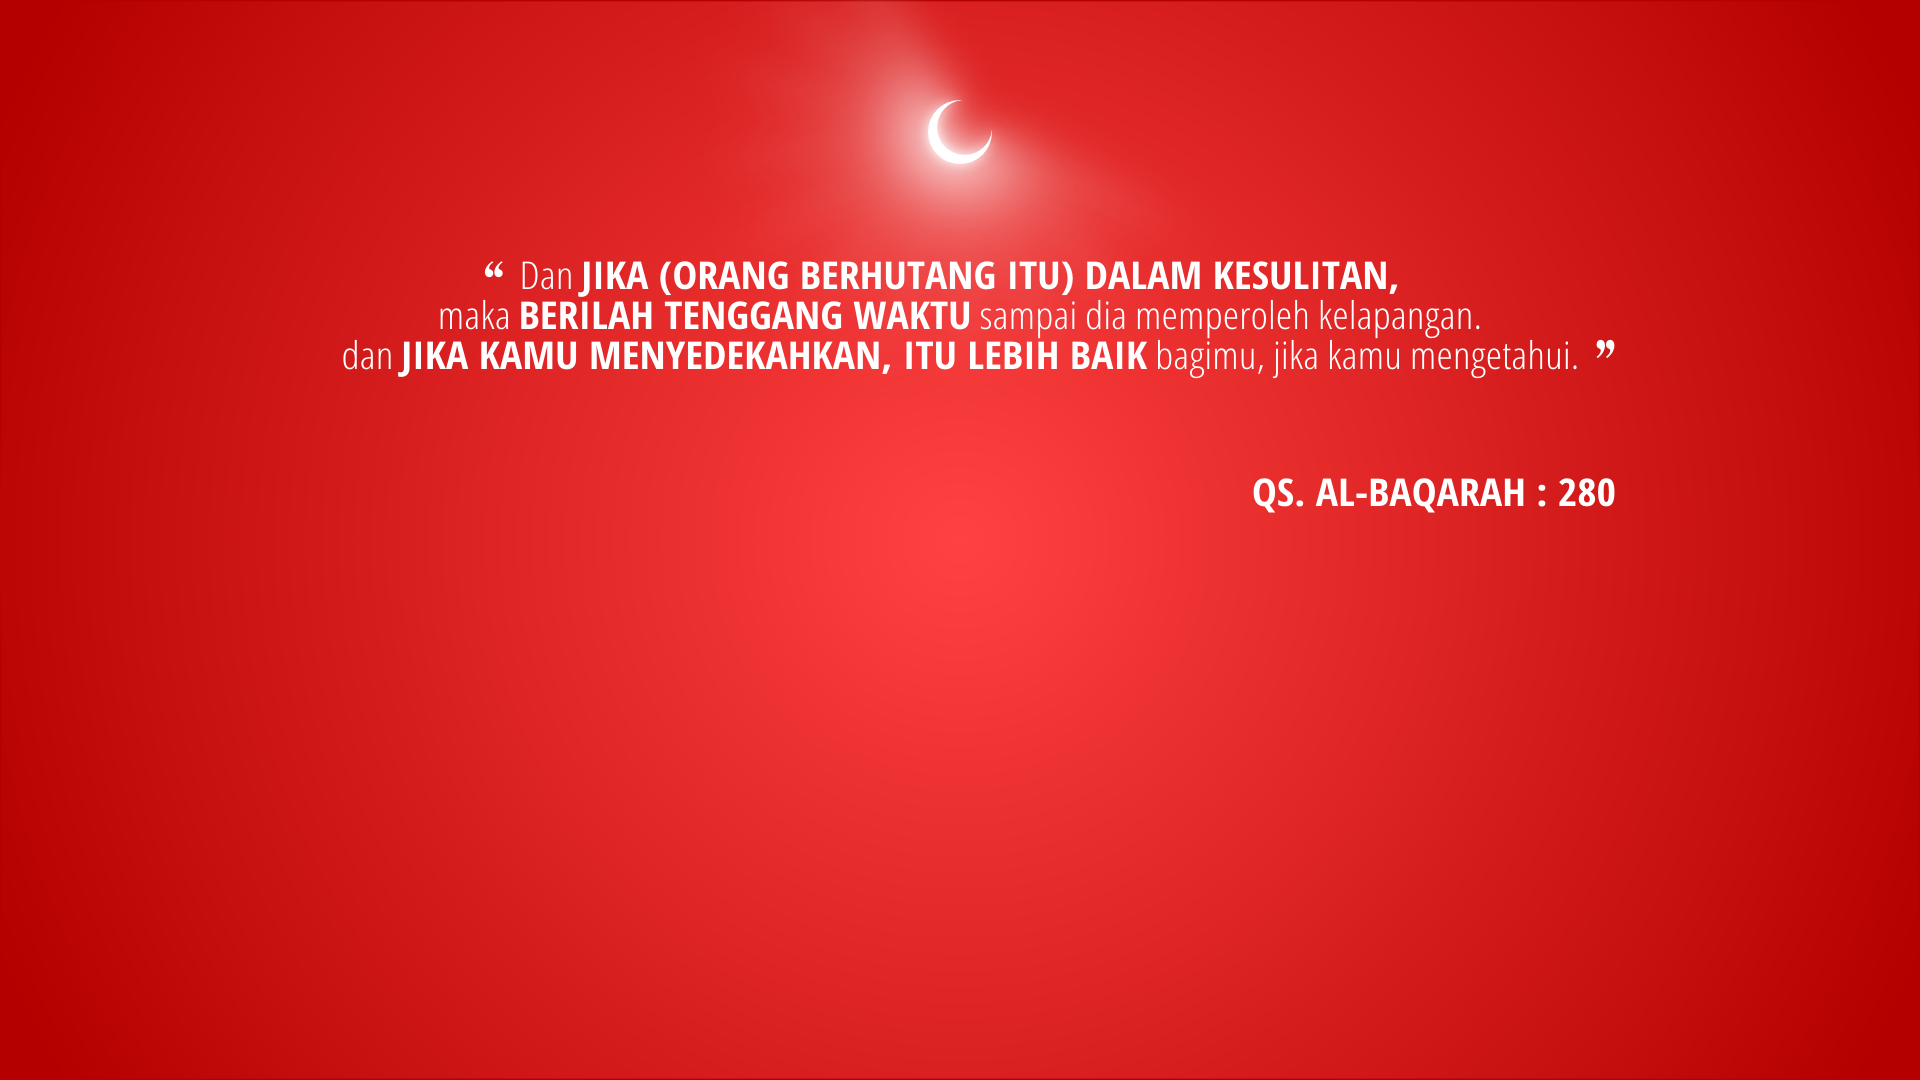 “ Dan JIKA (ORANG BERHUTANG ITU) DALAM KESULITAN,
maka BERILAH TENGGANG WAKTU sampai dia memperoleh kelapangan.
dan JIKA KAMU MENYEDEKAHKAN, ITU LEBIH BAIK bagimu, jika kamu mengetahui. ”
QS. AL-BAQARAH : 280